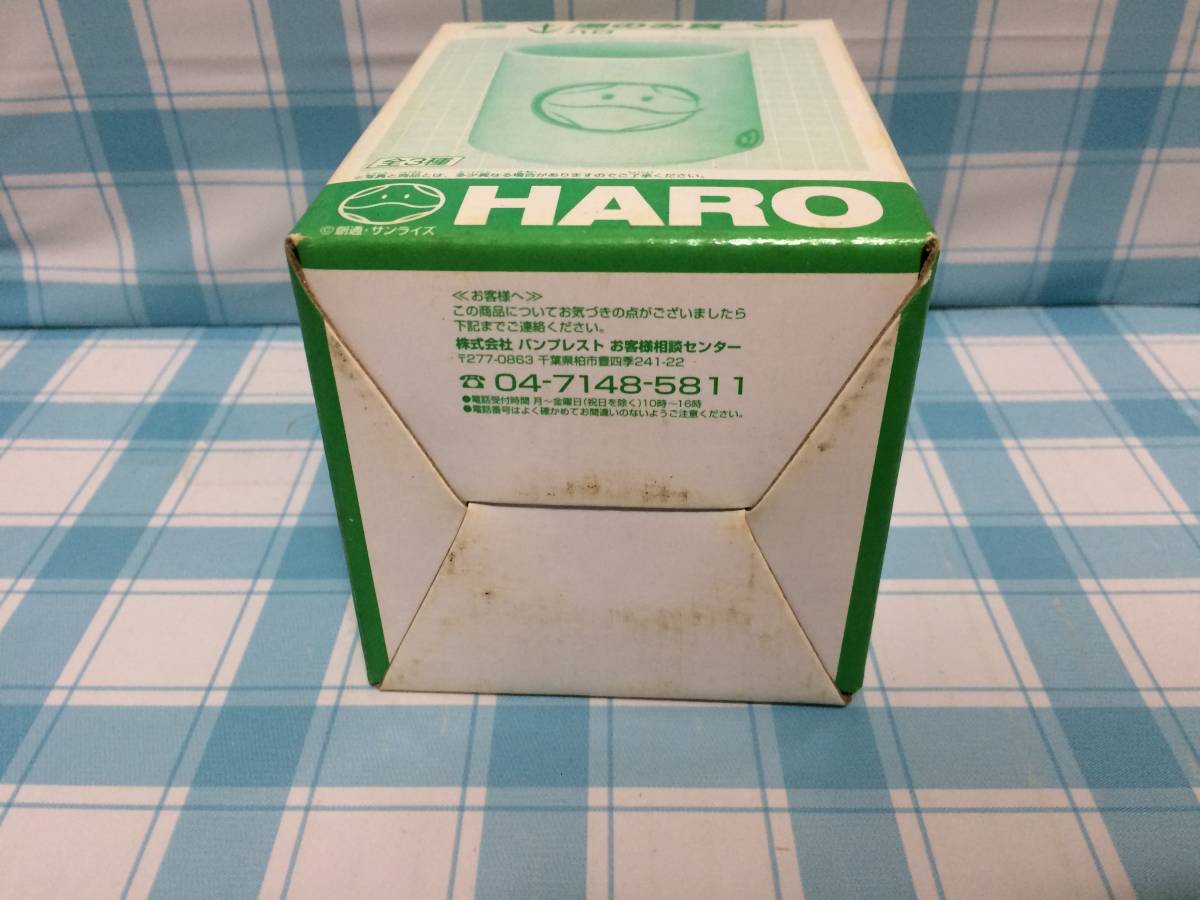 全3種
HARO
©創通・サンライズ
≪お客様へ≫
この商品についてお気づきの点がございましたら
下記までご連絡ください。
株式会社 バンプレスト お客様相談センター
〒277-0863 千葉県柏市豊四季241-22
☎ 04-7148-5811
●電話受付時間 月〜金曜日(祝日を除く)10時〜16時
●電話番号はよく確かめてお間違いのないようご注意ください。